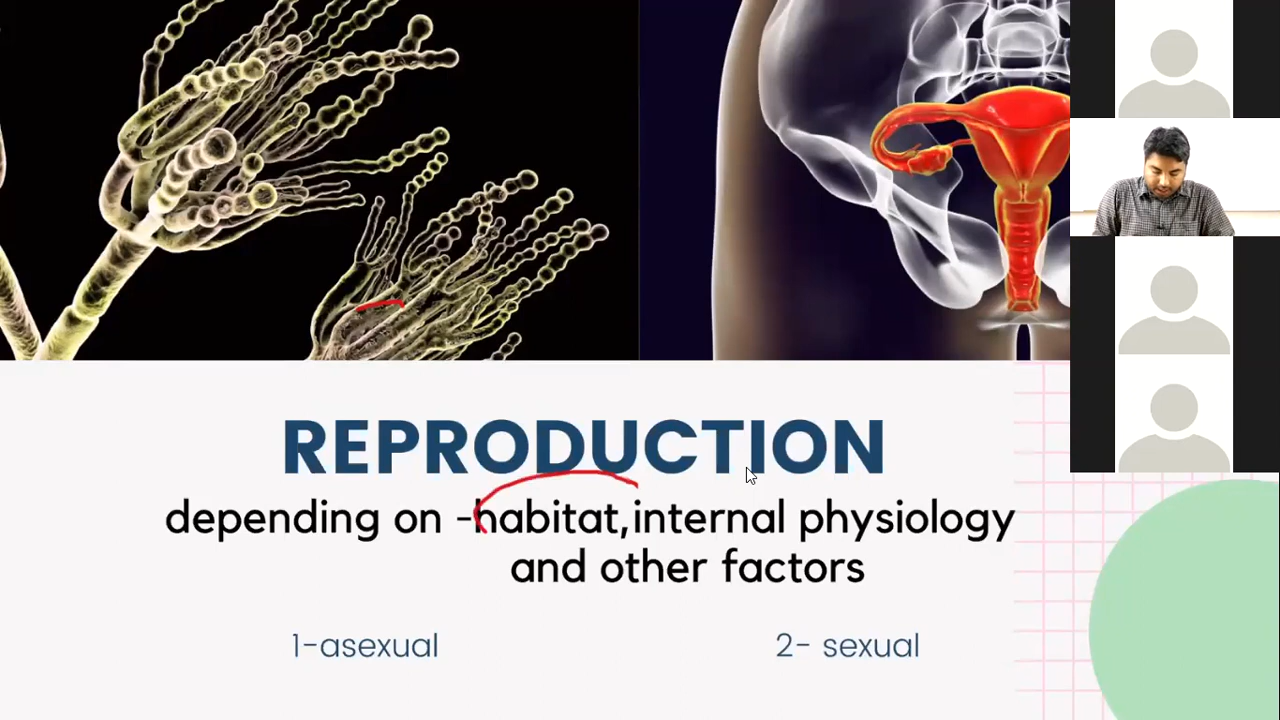 REPRODUCTION
depending on -habitat,internal physiology
and other factors
1-asexual
2- sexual